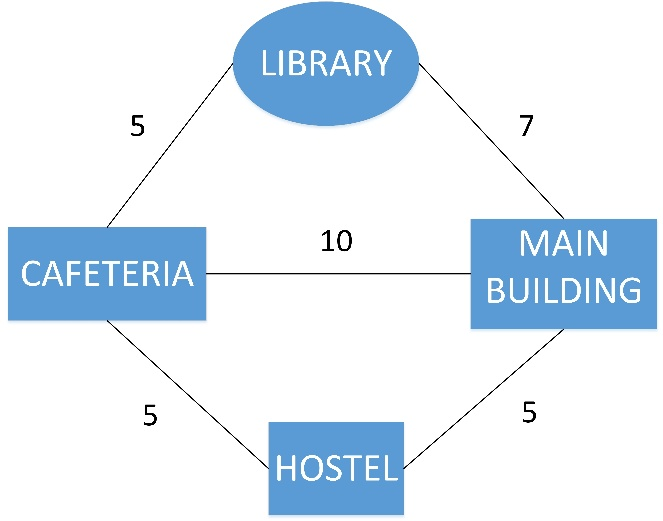 LIBRARY
5
7
10
CAFETERIA
MAIN
BUILDING
5
5
HOSTEL